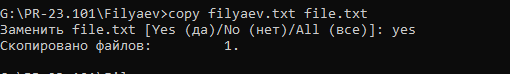 G:\PR-23.101\Filyaev>copy filyaev.txt file.txt
Заменить file.txt [Yes (да)/No (нет)/All (все)]: yes
Скопировано файлов:         1.